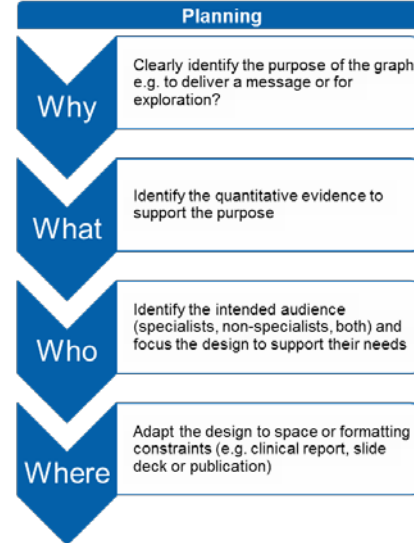 Planning
Why
Clearly identify the purpose of the graph
e.g. to deliver a message or for
exploration?
What
Identify the quantitative evidence to
support the purpose
Who
Identify the intended audience
(specialists, non-specialists, both) and
focus the design to support their needs
Where
Adapt the design to space or formatting
constraints (e.g. clinical report, slide
deck or publication)